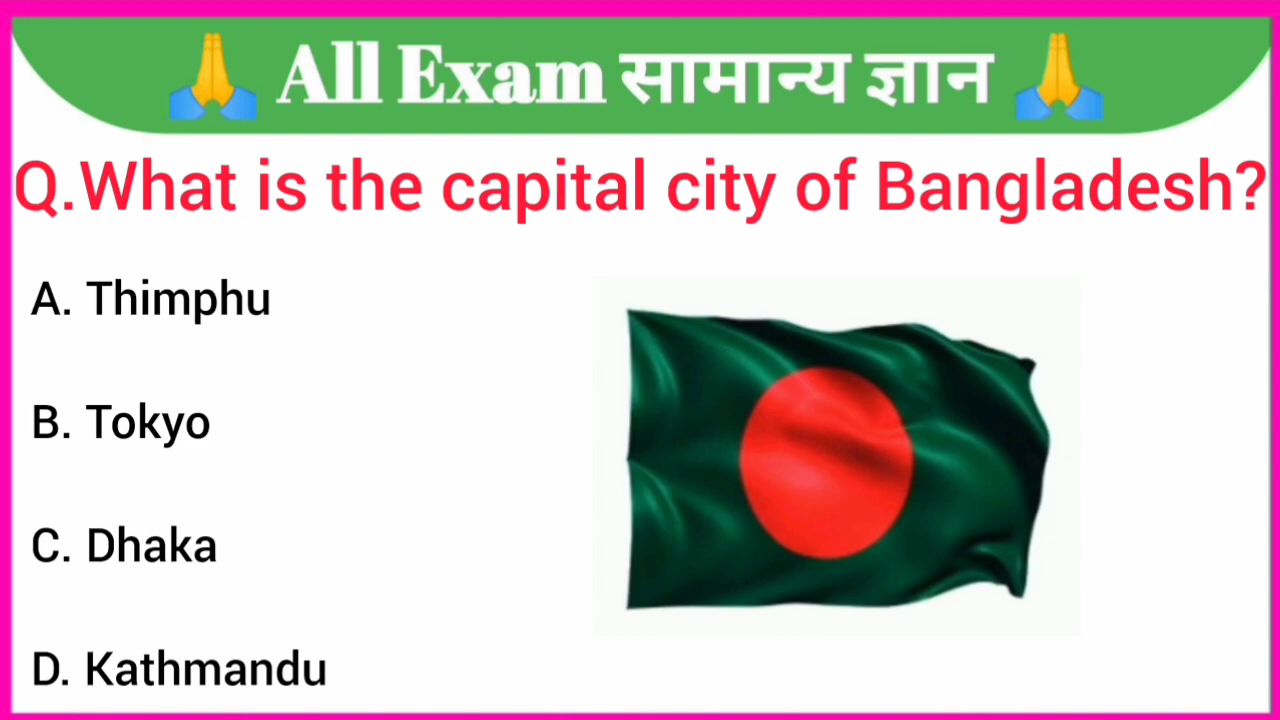 🙏 All Exam सामान्य ज्ञान 🙏
Q.What is the capital city of Bangladesh?
A. Thimphu
B. Tokyo
C. Dhaka
D. Kathmandu